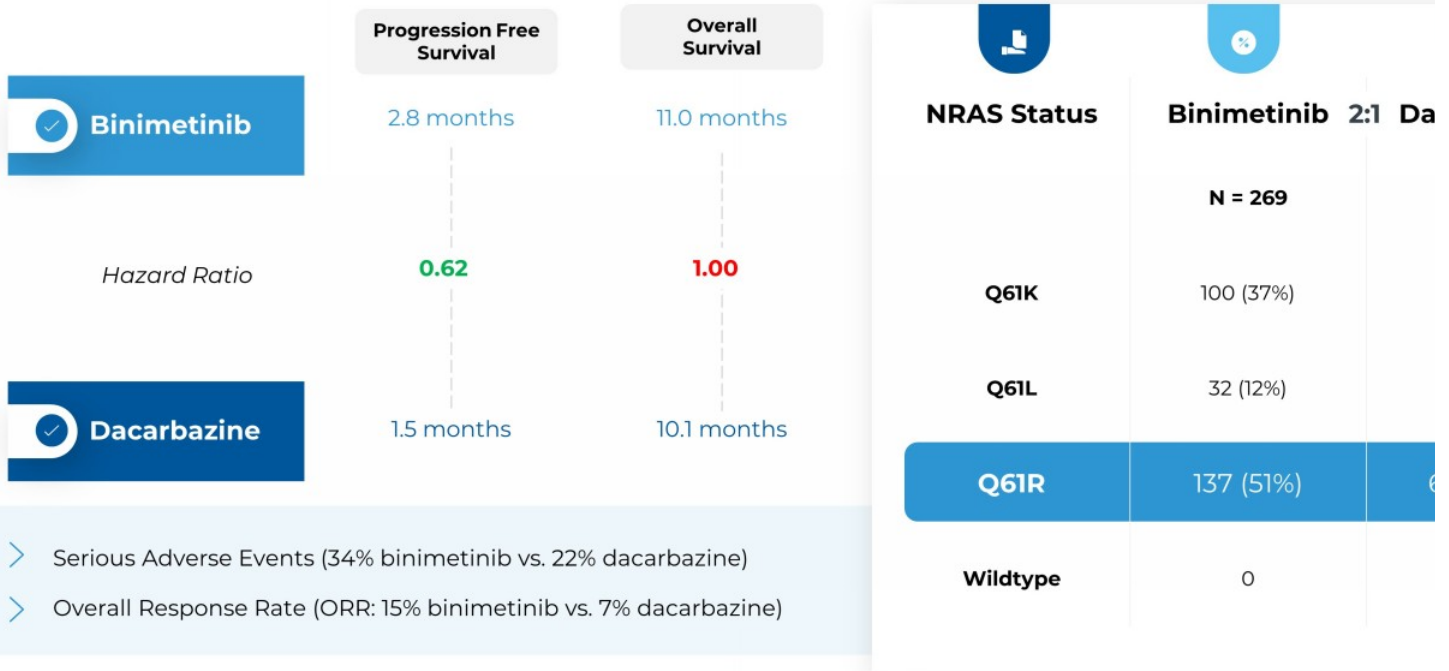 Progression Free
Survival
Overall
Survival
Binimetinib
2.8 months
11.0 months
Hazard Ratio
0.62
1.00
Dacarbazine
1.5 months
10.1 months
Serious Adverse Events (34% binimetinib vs. 22% dacarbazine)
Overall Response Rate (ORR: 15% binimetinib vs. 7% dacarbazine)
%
NRAS Status
Binimetinib
2:1
N = 269
Q61K
100 (37%)
Q61L
32 (12%)
Q61R
137 (51%)
Wildtype
0